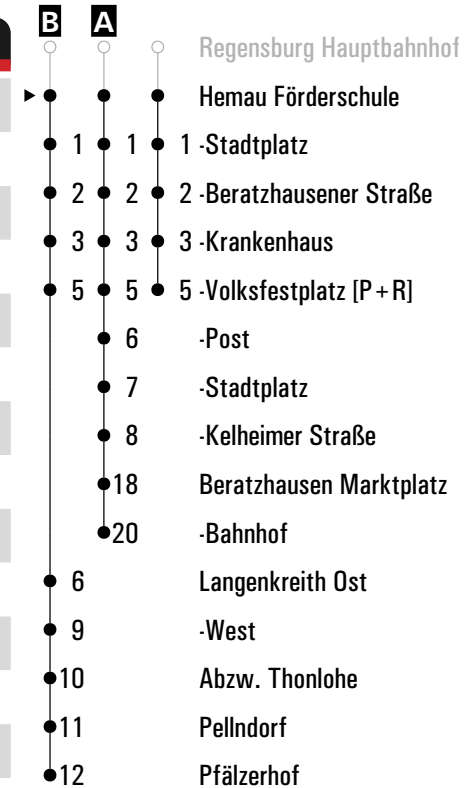 B A
Regensburg Hauptbahnhof
Hemau Förderschule
1 1 1 -Stadtplatz
2 2 2 -Beratzhausener Straße
3 3 3 -Krankenhaus
5 5 5 -Volksfestplatz [P+R]
6 -Post
7 -Stadtplatz
8 -Kelheimer Straße
18 Beratzhausen Marktplatz
20 -Bahnhof
6 Langenkreith Ost
9 -West
10 Abzw. Thonlohe
11 Pellndorf
12 Pfälzerhof